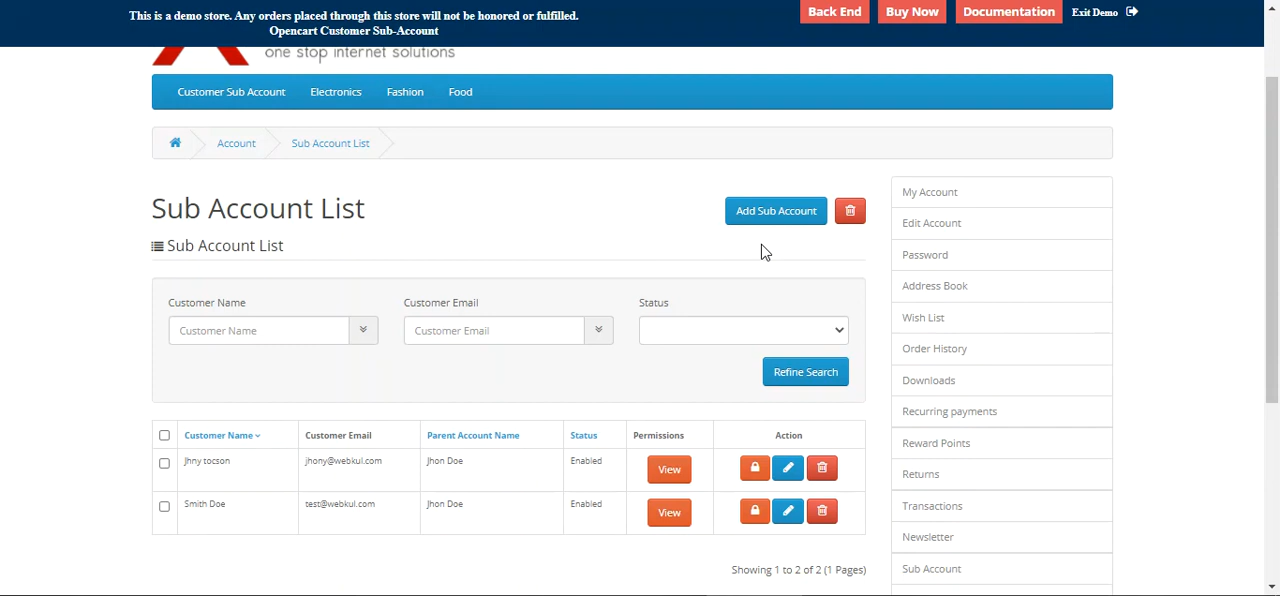 This is a demo store. Any orders placed through this store will not be honored or fulfilled.
Opencart Customer Sub-Account
Back End
Buy Now
Documentation
Exit Demo
one stop internet solutions
Customer Sub Account
Electronics
Fashion
Food
Account
Sub Account List
Sub Account List
Add Sub Account
Sub Account List
Customer Name
Customer Email
Status
Customer Name
Customer Email
Refine Search
Customer Name
Customer Email
Parent Account Name
Status
Permissions
Action
Jhny tocson
jhony@webkul.com
Jhon Doe
Enabled
View
Smith Doe
test@webkul.com
Jhon Doe
Enabled
View
Showing 1 to 2 of 2 (1 Pages)
My Account
Edit Account
Password
Address Book
Wish List
Order History
Downloads
Recurring payments
Reward Points
Returns
Transactions
Newsletter
Sub Account